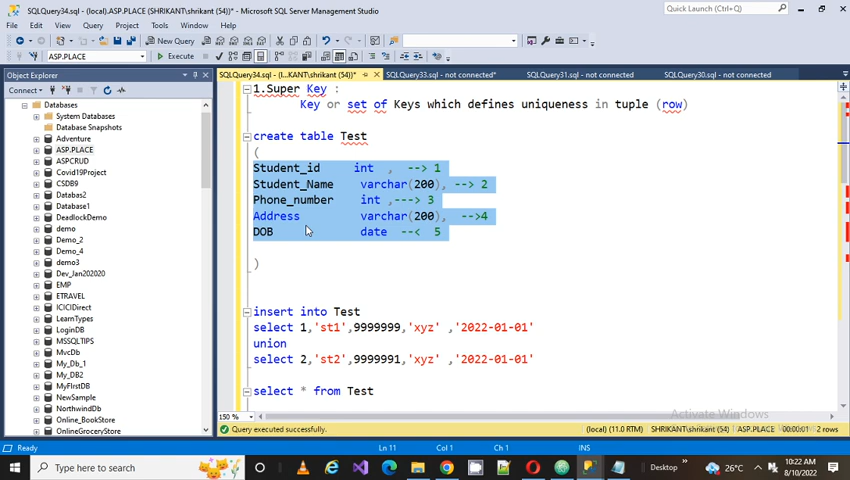 SQLQuery34.sql - (local).ASP.PLACE (SHRIKANT\shrikant (54))* - Microsoft SQL Server Management Studio
Quick Launch (Ctrl+Q)
File Edit View Query Project Tools Window Help
New Query
ASP.PLACE
Execute
Object Explorer
SQLQuery34.sql - (l...KANT\shrikant (54))*
SQLQuery33.sql - not connected*
SQLQuery31.sql - not connected
SQLQuery30.sql - not connected
Connect
Databases
System Databases
Database Snapshots
Adventure
ASP.PLACE
ASPCRUD
Covid19Project
CSDB9
Databas2
Database1
DeadlockDemo
demo
Demo_2
Demo_4
demo3
Dev_Jan202020
EMP
ETRAVEL
ICICIDirect
LearnTypes
LoginDB
MSSQLTIPS
MvcDb
My_Db_1
My_DB2
MyFIrstDB
NewSample
NorthwindDb
Online_BookStore
OnlineGroceryStore
1.Super Key :
Key or set of Keys which defines uniqueness in tuple (row)
create table Test
(
Student_id int , --> 1
Student_Name varchar(200), --> 2
Phone_number int ,---> 3
Address varchar(200), -->4
DOB date --< 5
)
insert into Test
select 1,'st1',9999999,'xyz' ,'2022-01-01'
union
select 2,'st2',9999991,'xyz' ,'2022-01-01'
select * from Test
150 %
Activate Windows
Query executed successfully.
(local) (11.0 RTM) SHRIKANT\shrikant (54) ASP.PLACE 00:00:01 2 rows
Ready Ln 11 Col 1 Ch 1 INS
Type here to search
Desktop
26°C
10:22 AM
8/10/2022